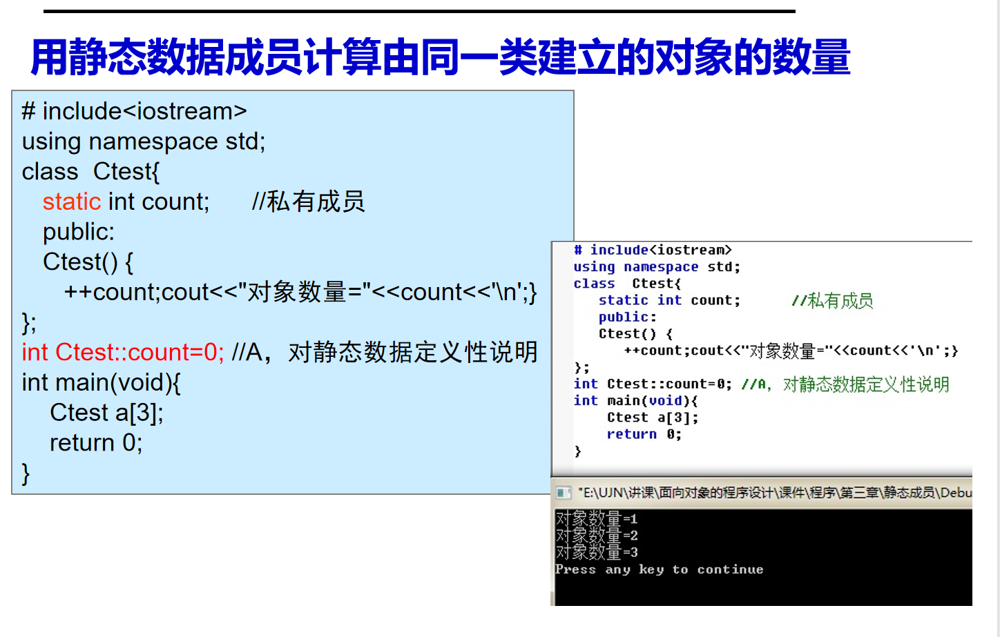 用静态数据成员计算由同一类建立的对象的数量
# include<iostream>
using namespace std;
class  Ctest{
static int count;      //私有成员
public:
Ctest() {
++count;cout<<"对象数量="<<count<<'\n';}
};
int Ctest::count=0; //A，对静态数据定义性说明
int main(void){
Ctest a[3];
return 0;
}
# include<iostream>
using namespace std;
class  Ctest{
static int count;      //私有成员
public:
Ctest() {
++count;cout<<"对象数量="<<count<<'\n';}
};
int Ctest::count=0; //A，对静态数据定义性说明
int main(void){
Ctest a[3];
return 0;
}
"E:\UJN\讲课\面向对象的程序设计\课件\程序\第三章\静态成员\Debu
对象数量=1
对象数量=2
对象数量=3
Press any key to continue